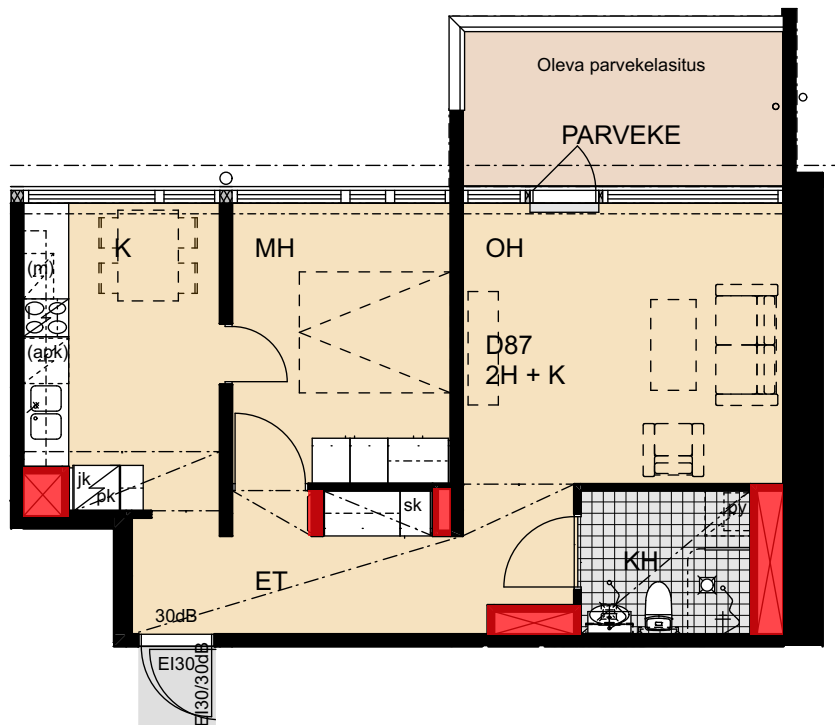 Oleva parvekelasitus
PARVEKE
K
MH
OH
(m)
(apk)
D87
2H + K
jk
pk
sk
py
KH
ET
30dB
EI30
EI30/30dB